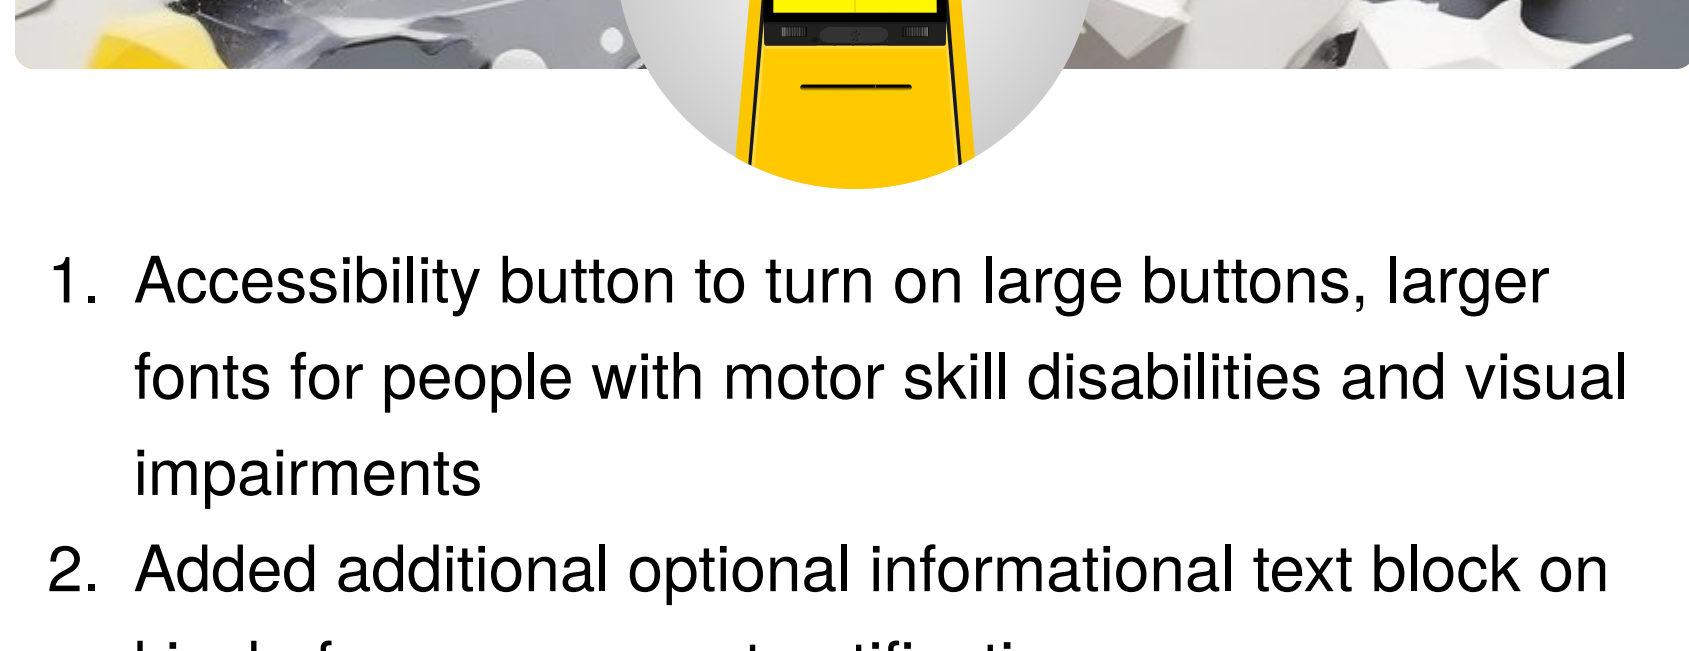 1. Accessibility button to turn on large buttons, larger
fonts for people with motor skill disabilities and visual
impairments
2. Added additional optional informational text block on